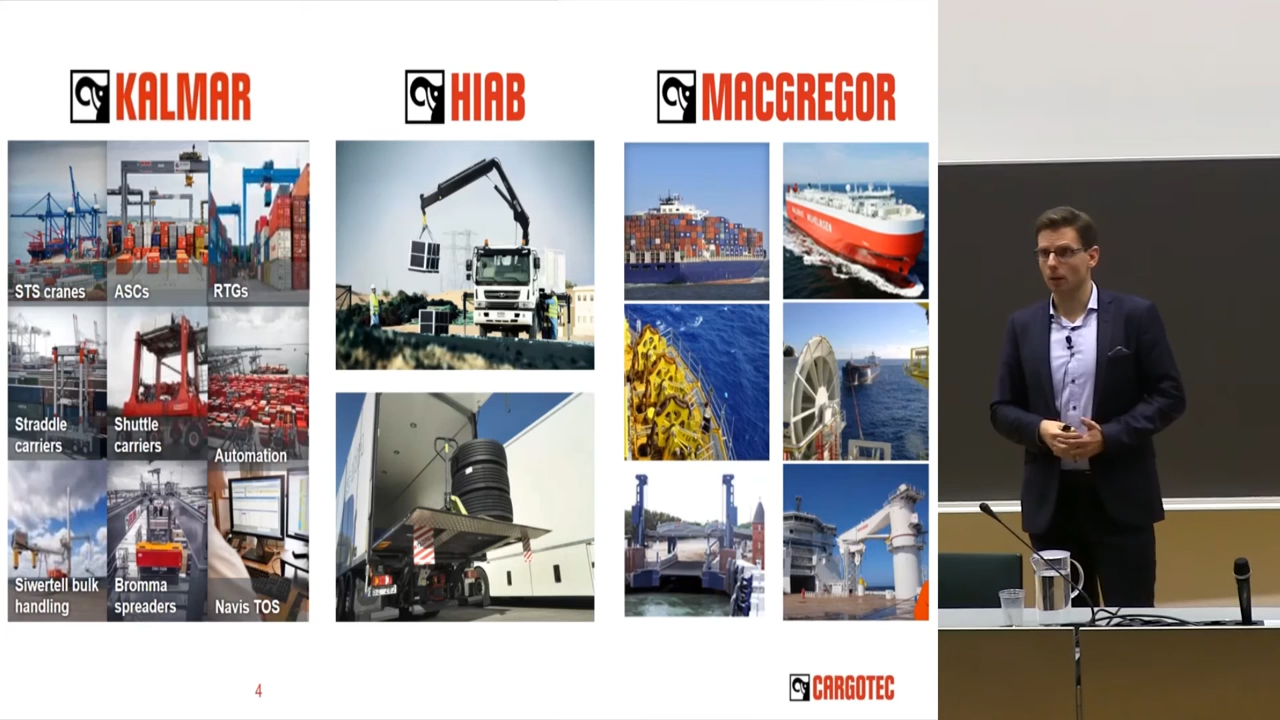 KALMAR
HIAB
MACGREGOR
STS cranes
ASCs
RTGs
Straddle
carriers
Shuttle
carriers
Automation
Siwertell bulk
handling
Bromma
spreaders
Navis TOS
4
CARGOTEC